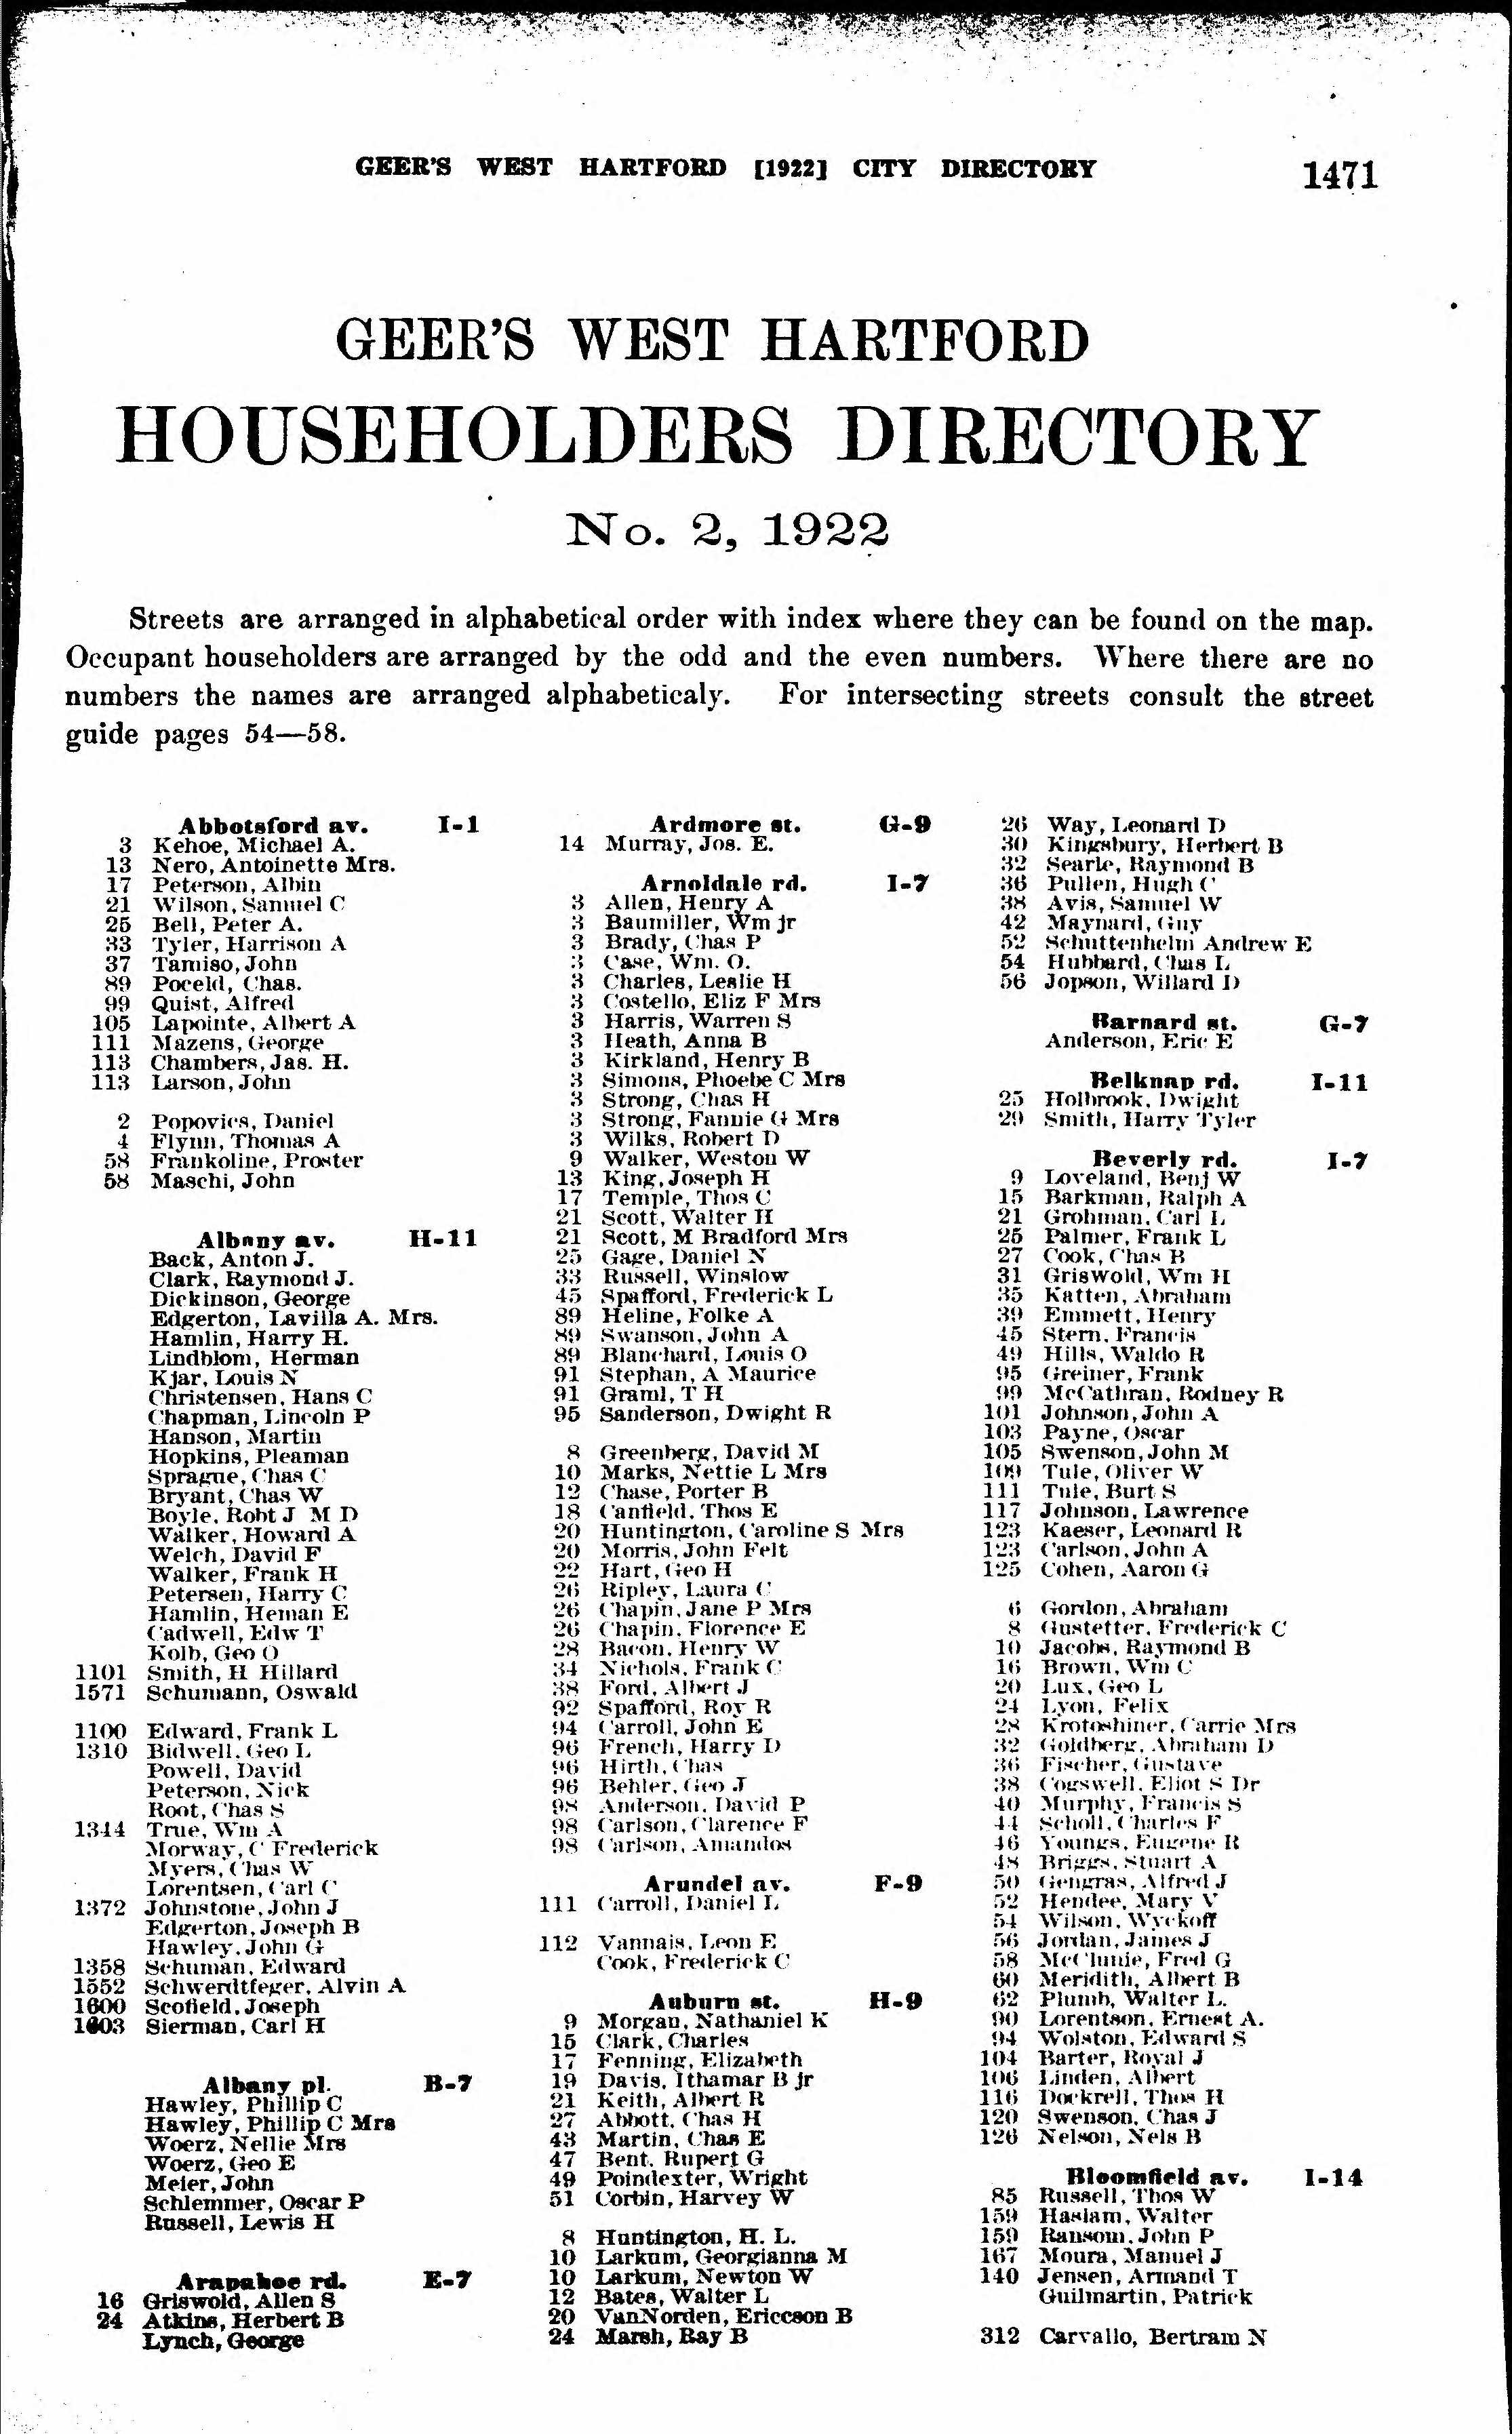 GEER'S WEST HARTFORD [1922] CITY DIRECTORY 1471
GEER'S WEST HARTFORD
HOUSEHOLDERS DIRECTORY
No. 2, 1922
Streets are arranged in alphabetical order with index where they can be found on the map.
Occupant householders are arranged by the odd and the even numbers. Where there are no
numbers the names are arranged alphabeticaly. For intersecting streets consult the street
guide pages 54—58.
Abbotsford av. I-1
3 Kehoe, Michael A.
13 Nero, Antoinette Mrs.
17 Peterson, Albin
21 Wilson, Samuel C
25 Bell, Peter A.
33 Tyler, Harrison A
37 Tamiso, John
89 Poceld, Chas.
99 Quist, Alfred
105 Lapointe, Albert A
111 Mazens, George
113 Chambers, Jas. H.
113 Larson, John
2 Popovics, Daniel
4 Flynn, Thomas A
58 Frankoline, Proster
58 Maschi, John
Albany av. H-11
Back, Anton J.
Clark, Raymond J.
Dickinson, George
Edgerton, Lavilla A. Mrs.
Hamlin, Harry H.
Lindblom, Herman
Kjar, Louis N
Christensen, Hans C
Chapman, Lincoln P
Hanson, Martin
Hopkins, Pleaman
Sprague, Chas C
Bryant, Chas W
Boyle, Robt J M D
Walker, Howard A
Welch, David F
Walker, Frank H
Petersen, Harry C
Hamlin, Heman E
Cadwell, Edw T
Kolb, Geo O
1101 Smith, H Hillard
1571 Schumann, Oswald
1100 Edward, Frank L
1310 Bidwell, Geo L
Powell, David
Peterson, Nick
Root, Chas S
1344 True, Wm A
Morway, C Frederick
Myers, Chas W
Lorentsen, Carl C
1372 Johnstone, John J
Edgerton, Joseph B
Hawley, John G
1358 Schuman, Edward
1552 Schwerdtfeger, Alvin A
1600 Scofield, Joseph
1603 Sierman, Carl H
Albany pl. B-7
Hawley, Phillip C
Hawley, Phillip C Mrs
Woerz, Nellie Mrs
Woerz, Geo E
Meier, John
Schlemmer, Oscar P
Russell, Lewis H
Arapahoe rd. E-7
16 Griswold, Allen S
24 Atkins, Herbert B
Lynch, George
Ardmore st. G-9
14 Murray, Jos. E.
Arnoldale rd. I-7
3 Allen, Henry A
3 Baumiller, Wm jr
3 Brady, Chas P
3 Case, Wm. O.
3 Charles, Leslie H
3 Costello, Eliz F Mrs
3 Harris, Warren S
3 Heath, Anna B
3 Kirkland, Henry B
3 Simons, Phoebe C Mrs
3 Strong, Chas H
3 Strong, Fannie G Mrs
3 Wilks, Robert D
9 Walker, Weston W
13 King, Joseph H
17 Temple, Thos C
21 Scott, Walter H
21 Scott, M Bradford Mrs
25 Gage, Daniel N
33 Russell, Winslow
45 Spafford, Frederick L
89 Heline, Folke A
89 Swanson, John A
89 Blanchard, Louis O
91 Stephan, A Maurice
91 Graml, T H
95 Sanderson, Dwight R
8 Greenberg, David M
10 Marks, Nettie L Mrs
12 Chase, Porter B
18 Canfield, Thos E
20 Huntington, Caroline S Mrs
20 Morris, John Felt
22 Hart, Geo H
26 Ripley, Laura C
26 Chapin, Jane P Mrs
26 Chapin, Florence E
28 Bacon, Henry W
34 Nichols, Frank C
38 Ford, Albert J
92 Spafford, Roy R
94 Carroll, John E
96 French, Harry D
96 Hirth, Chas
96 Behler, Geo J
98 Anderson, David P
98 Carlson, Clarence F
98 Carlson, Amandos
Arundel av. F-9
111 Carroll, Daniel L
112 Vannais, Leon E
Cook, Frederick C
Auburn st. H-9
9 Morgan, Nathaniel K
15 Clark, Charles
17 Fenning, Elizabeth
19 Davis, Ithamar B jr
21 Keith, Albert R
27 Abbott, Chas H
43 Martin, Chas E
47 Bent, Rupert G
49 Poindexter, Wright
51 Corbin, Harvey W
8 Huntington, H. L.
10 Larkum, Georgianna M
10 Larkum, Newton W
12 Bates, Walter L
20 VanNorden, Ericcson B
24 Marsh, Ray B
26 Way, Leonard D
30 Kingsbury, Herbert B
32 Searle, Raymond B
36 Pullen, Hugh C
38 Avis, Samuel W
42 Maynard, Guy
52 Schuttenhelm Andrew E
54 Hubbard, Chas L
56 Jopson, Willard D
Barnard st. G-7
Anderson, Eric E
Belknap rd. I-11
25 Holbrook, Dwight
29 Smith, Harry Tyler
Beverly rd. I-7
9 Loveland, Benj W
15 Barkman, Ralph A
21 Grohman, Carl L
25 Palmer, Frank L
27 Cook, Chas B
31 Griswold, Wm H
35 Katten, Abraham
39 Emmett, Henry
45 Stern, Francis
49 Hills, Waldo R
95 Greiner, Frank
99 McCathran, Rodney R
101 Johnson, John A
103 Payne, Oscar
105 Swenson, John M
109 Tule, Oliver W
111 Tule, Burt S
117 Johnson, Lawrence
123 Kaeser, Leonard R
123 Carlson, John A
125 Cohen, Aaron G
6 Gordon, Abraham
8 Gustetter, Frederick C
10 Jacobs, Raymond B
16 Brown, Wm C
20 Lux, Geo L
24 Lyon, Felix
28 Krotoshiner, Carrie Mrs
32 Goldberg, Abraham D
36 Fischer, Gustave
38 Cogswell, Eliot S Dr
40 Murphy, Francis S
44 Scholl, Charles F
46 Youngs, Eugene R
48 Briggs, Stuart A
50 Gengras, Alfred J
52 Hendee, Mary V
54 Wilson, Wyckoff
56 Jordan, James J
58 McClunie, Fred G
60 Meridith, Albert B
62 Plumb, Walter L.
90 Lorentson, Ernest A.
94 Wolston, Edward S
104 Barter, Royal J
106 Linden, Albert
116 Dockrell, Thos H
120 Swenson, Chas J
126 Nelson, Nels B
Bloomfield av. I-14
85 Russell, Thos W
159 Haslam, Walter
159 Ransom, John P
167 Moura, Manuel J
140 Jensen, Armand T
Guilmartin, Patrick
312 Carvallo, Bertram N